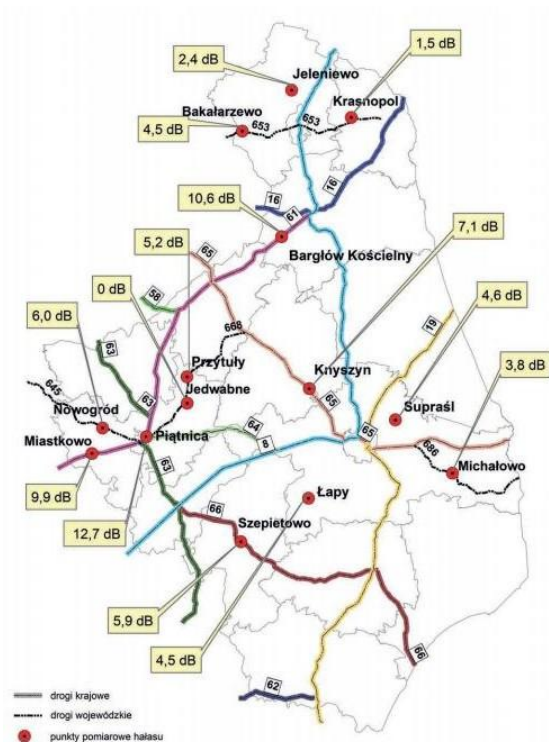 2,4 dB
1,5 dB
Jeleniewo
Krasnopol
Bakałarzewo
653
653
4,5 dB
16
16
10,6 dB
61
7,1 dB
5,2 dB
65
Bargłów Kościelny
0 dB
58
4,6 dB
6,0 dB
668
19
63
Przytuły
Knyszyn
3,8 dB
645
63
Jedwabne
65
Supraśl
Nowogród
64
Piątnica
8
65
Miastkowo
686
63
Michałowo
9,9 dB
Łapy
12,7 dB
66
Szepietowo
5,9 dB
66
4,5 dB
62
drogi krajowe
drogi wojewódzkie
punkty pomiarowe hałasu